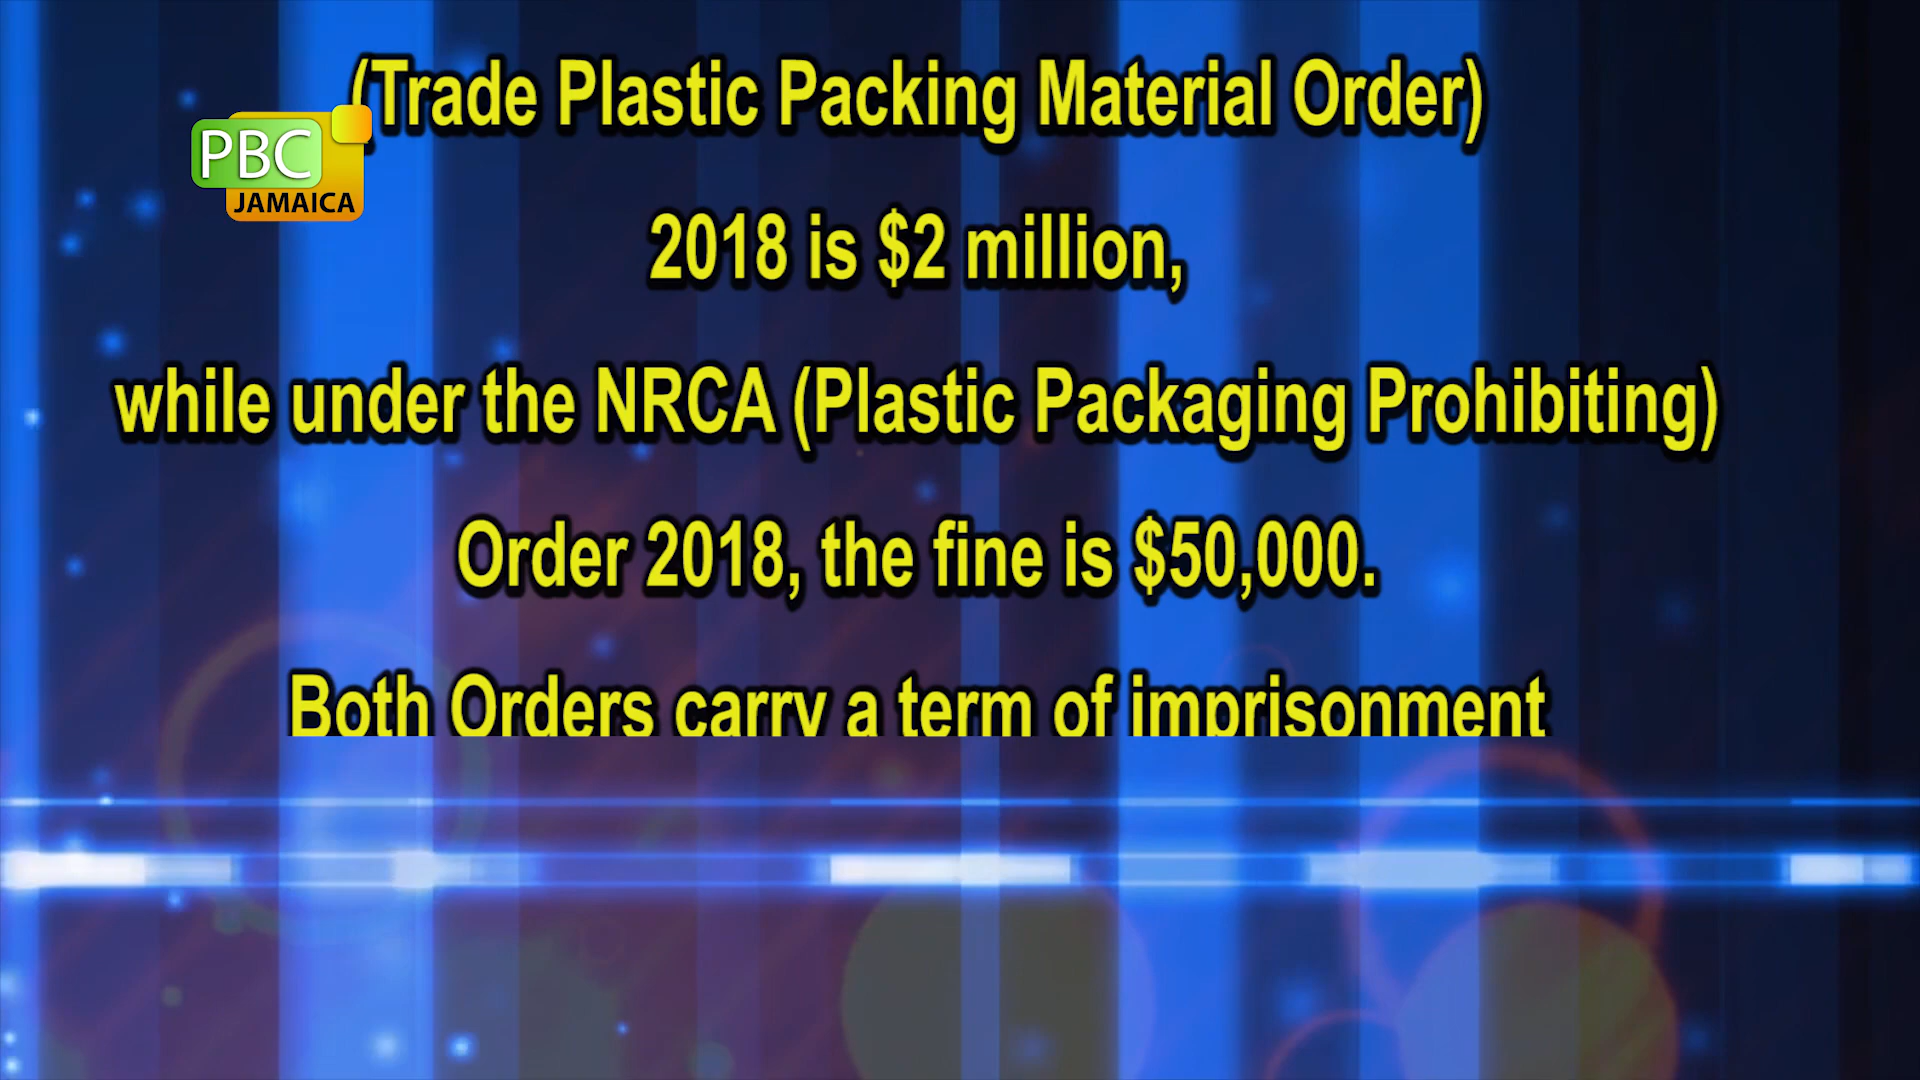 (Trade Plastic Packing Material Order)
PBC
JAMAICA
2018 is $2 million,
while under the NRCA (Plastic Packaging Prohibiting)
Order 2018, the fine is $50,000.
Both Orders carry a term of imprisonment